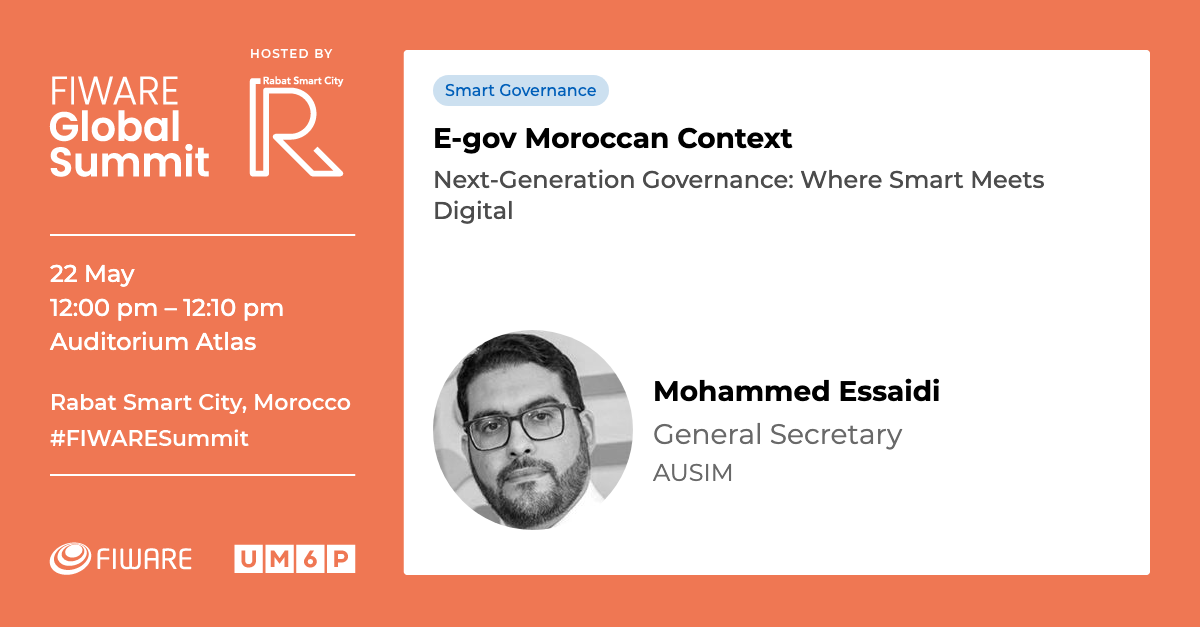 HOSTED BY
FIWARE
Global
Summit
Rabat Smart City
R
22 May
12:00 pm – 12:10 pm
Auditorium Atlas
Rabat Smart City, Morocco
#FIWARESummit
FIWARE
UM6P
Smart Governance
E-gov Moroccan Context
Next-Generation Governance: Where Smart Meets
Digital
Mohammed Essaidi
General Secretary
AUSIM